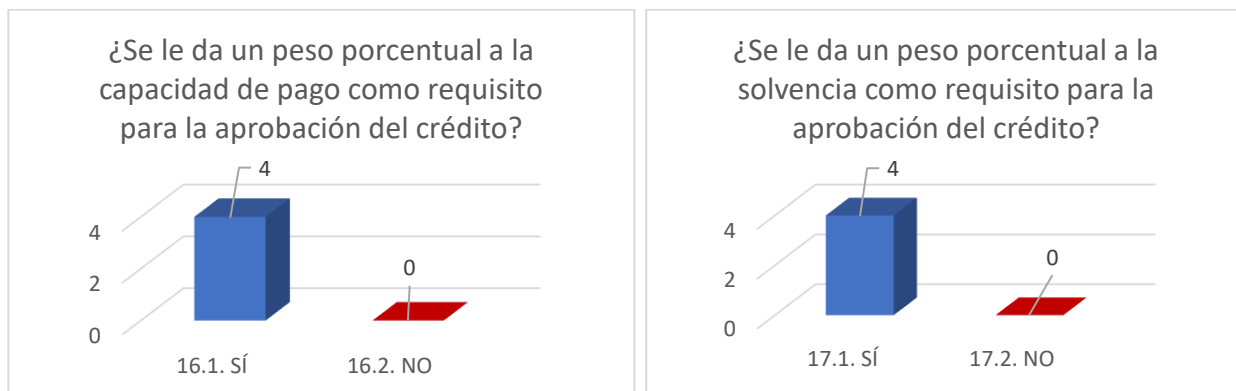 ¿Se le da un peso porcentual a la
capacidad de pago como requisito
para la aprobación del crédito?
4
0
4
2
0
16.1. SÍ
16.2. NO
¿Se le da un peso porcentual a la
solvencia como requisito para la
aprobación del crédito?
4
0
4
2
0
17.1. SÍ
17.2. NO